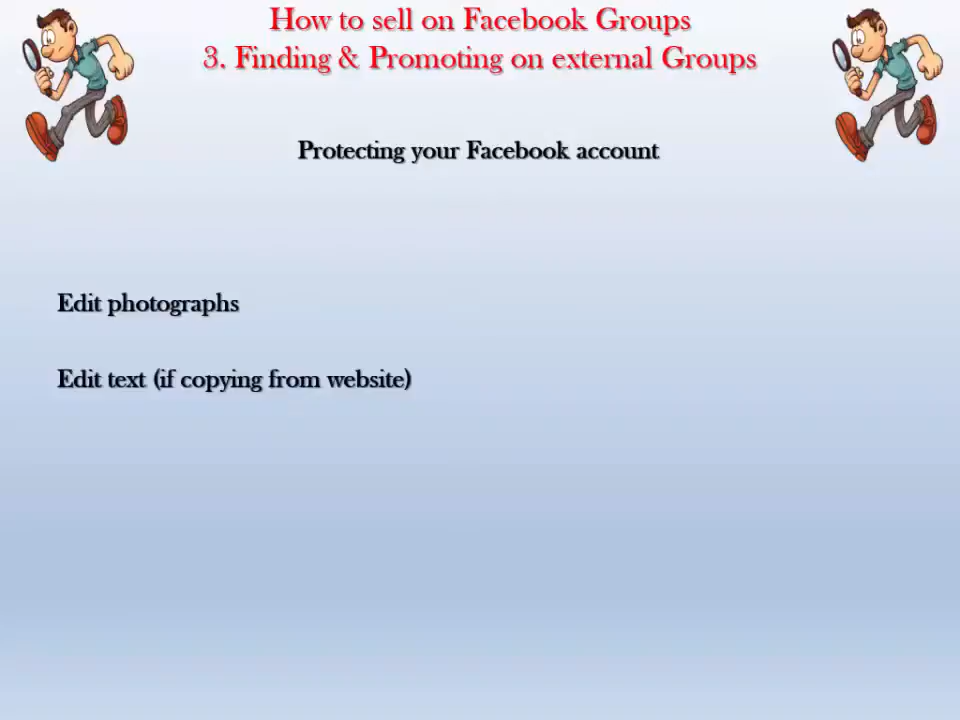 How to sell on Facebook Groups
3. Finding & Promoting on external Groups
Protecting your Facebook account
Edit photographs
Edit text (if copying from website)